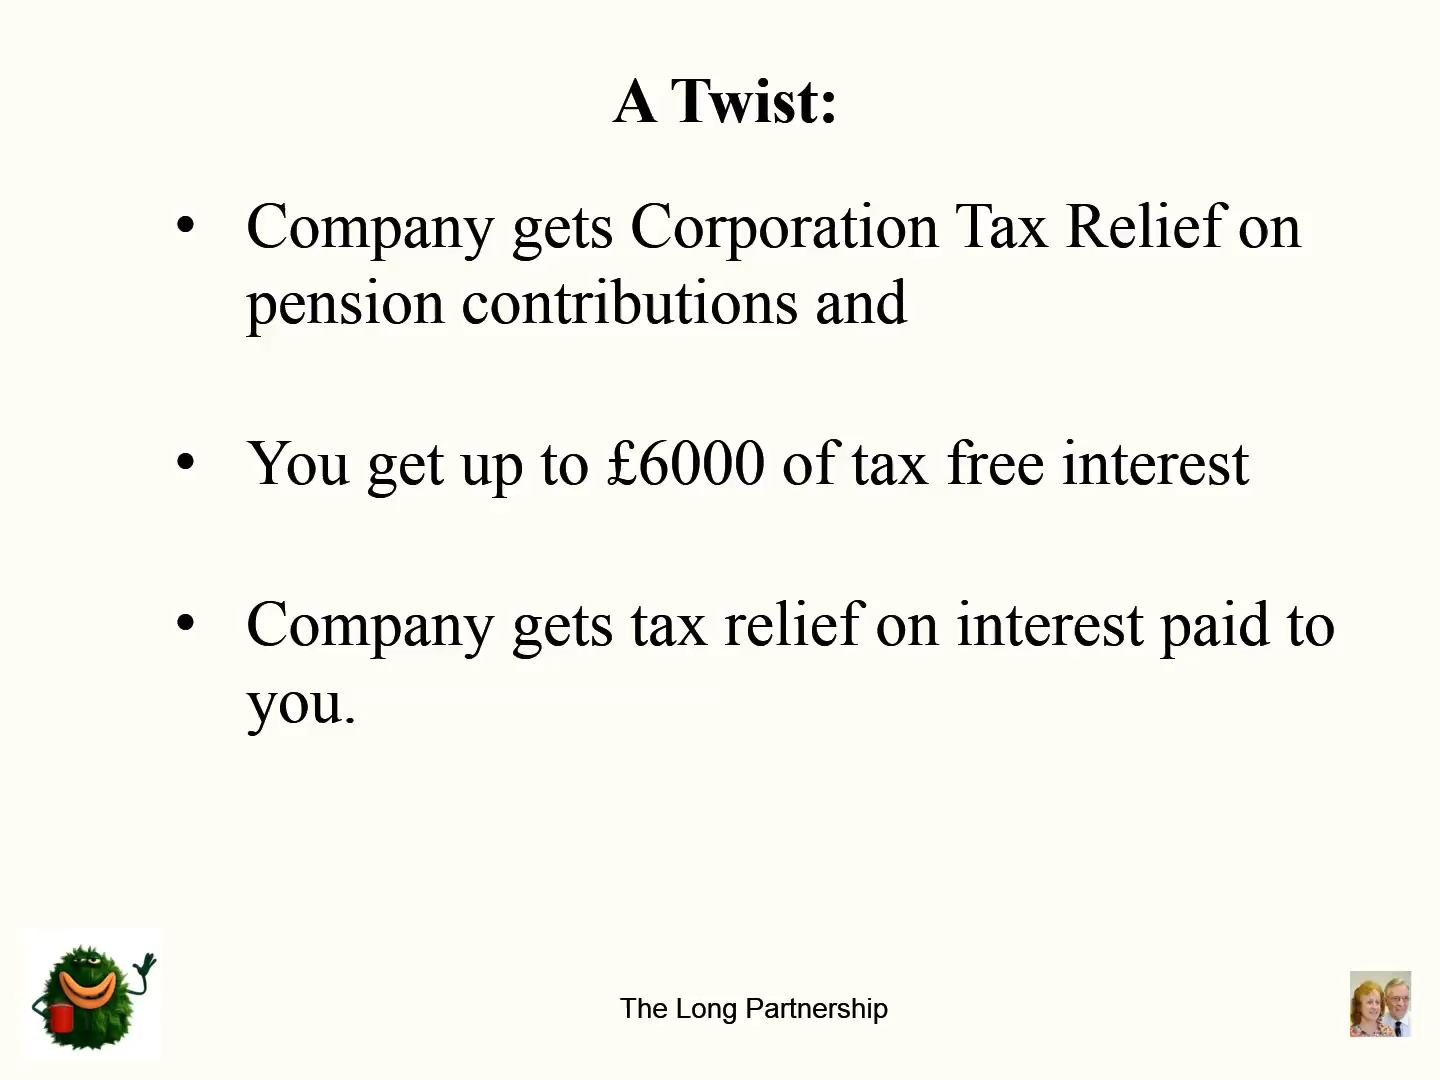 A Twist:
• Company gets Corporation Tax Relief on
pension contributions and
• You get up to £6000 of tax free interest
• Company gets tax relief on interest paid to
you.
The Long Partnership